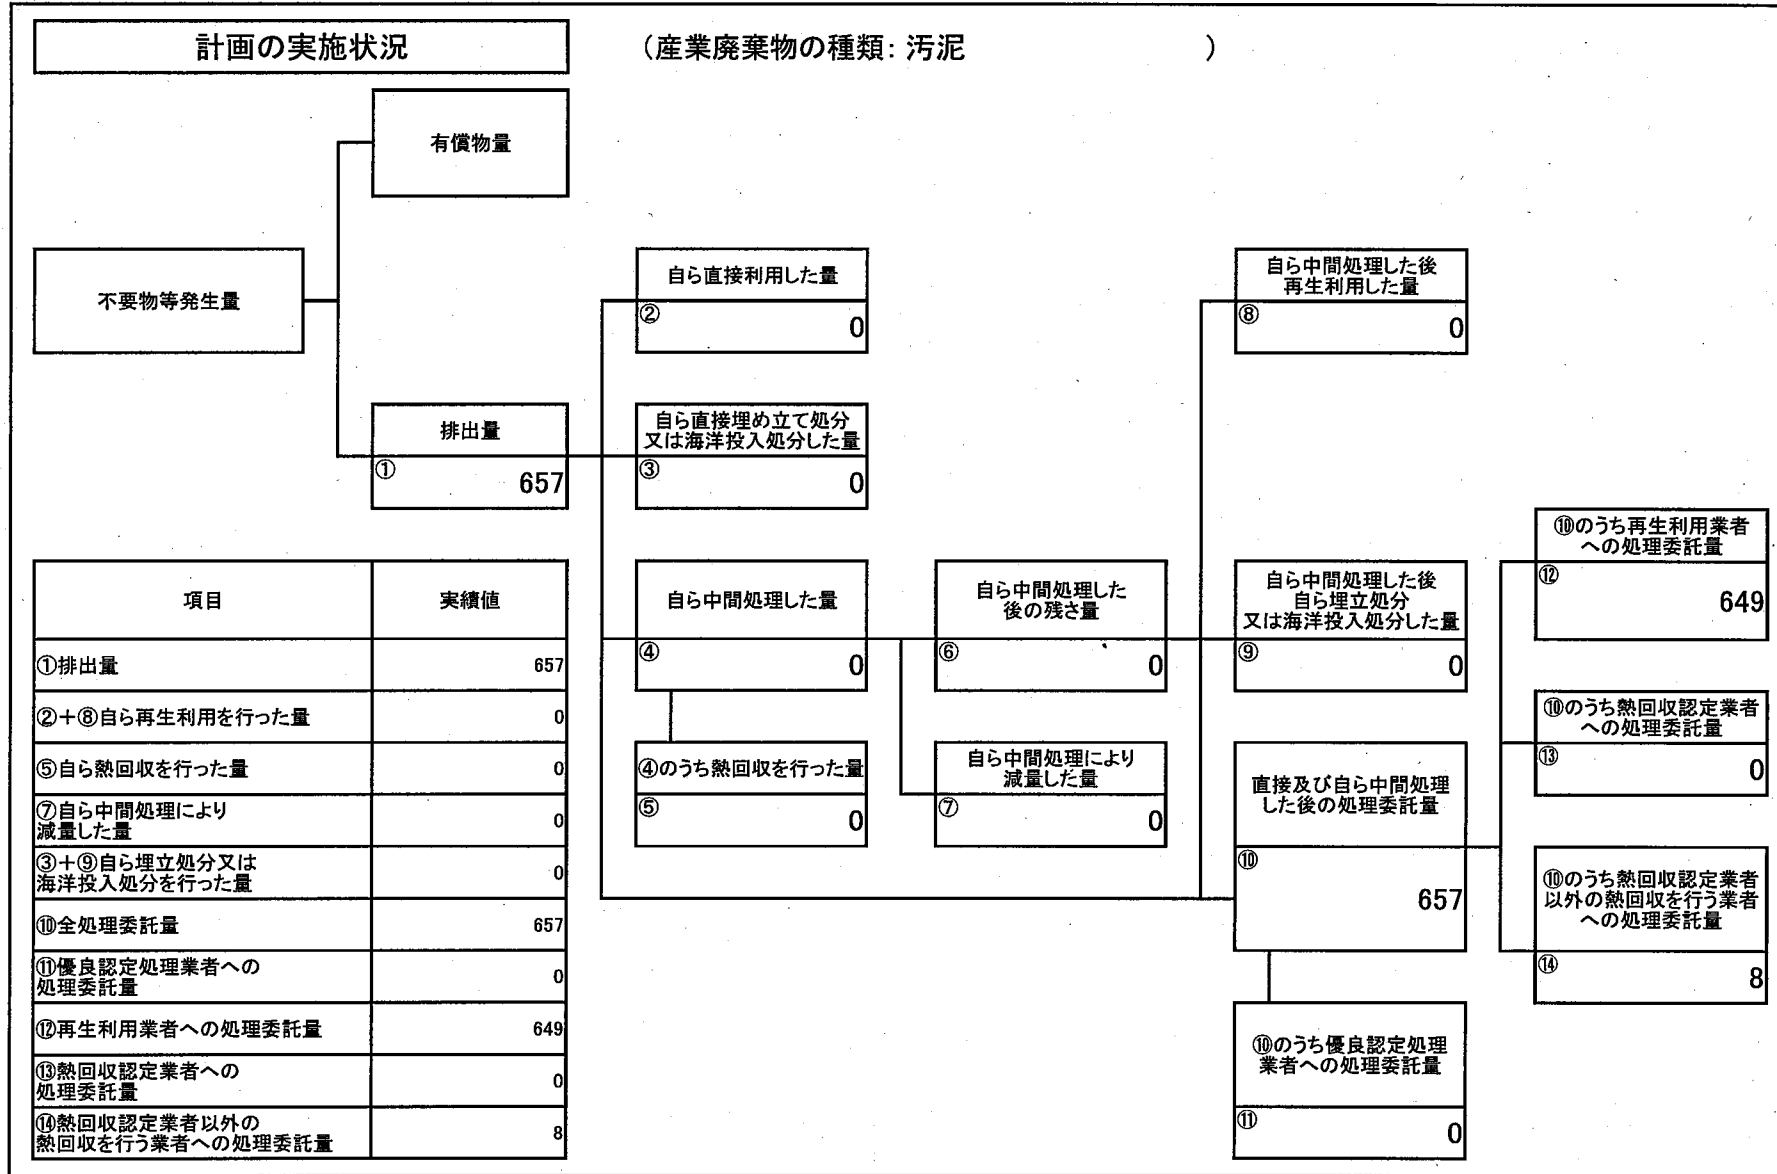 計画の実施状況
（産業廃棄物の種類：汚泥　　　　　　　　）
有償物量
不要物等発生量
排出量
①
657
自ら直接利用した量
②
0
自ら直接埋め立て処分
又は海洋投入処分した量
③
0
自ら中間処理した量
④
0
④のうち熱回収を行った量
⑤
0
自ら中間処理した
後の残さ量
⑥
0
自ら中間処理により
減量した量
⑦
0
自ら中間処理した後
再生利用した量
⑧
0
自ら中間処理した後
自ら埋立処分
又は海洋投入処分した量
⑨
0
直接及び自ら中間処理
した後の処理委託量
⑩
657
⑩のうち優良認定処理
業者への処理委託量
⑪
0
⑩のうち再生利用業者
への処理委託量
⑫
649
⑩のうち熱回収認定業者
への処理委託量
⑬
0
⑩のうち熱回収認定業者
以外の熱回収を行う業者
への処理委託量
⑭
8
項目 実績値
①排出量 657
②＋⑧自ら再生利用を行った量 0
⑤自ら熱回収を行った量 0
⑦自ら中間処理により
減量した量 0
③＋⑨自ら埋立処分又は
海洋投入処分を行った量 0
⑩全処理委託量 657
⑪優良認定処理業者への
処理委託量 0
⑫再生利用業者への処理委託量 649
⑬熱回収認定業者への
処理委託量 0
⑭熱回収認定業者以外の
熱回収を行う業者への処理委託量 8